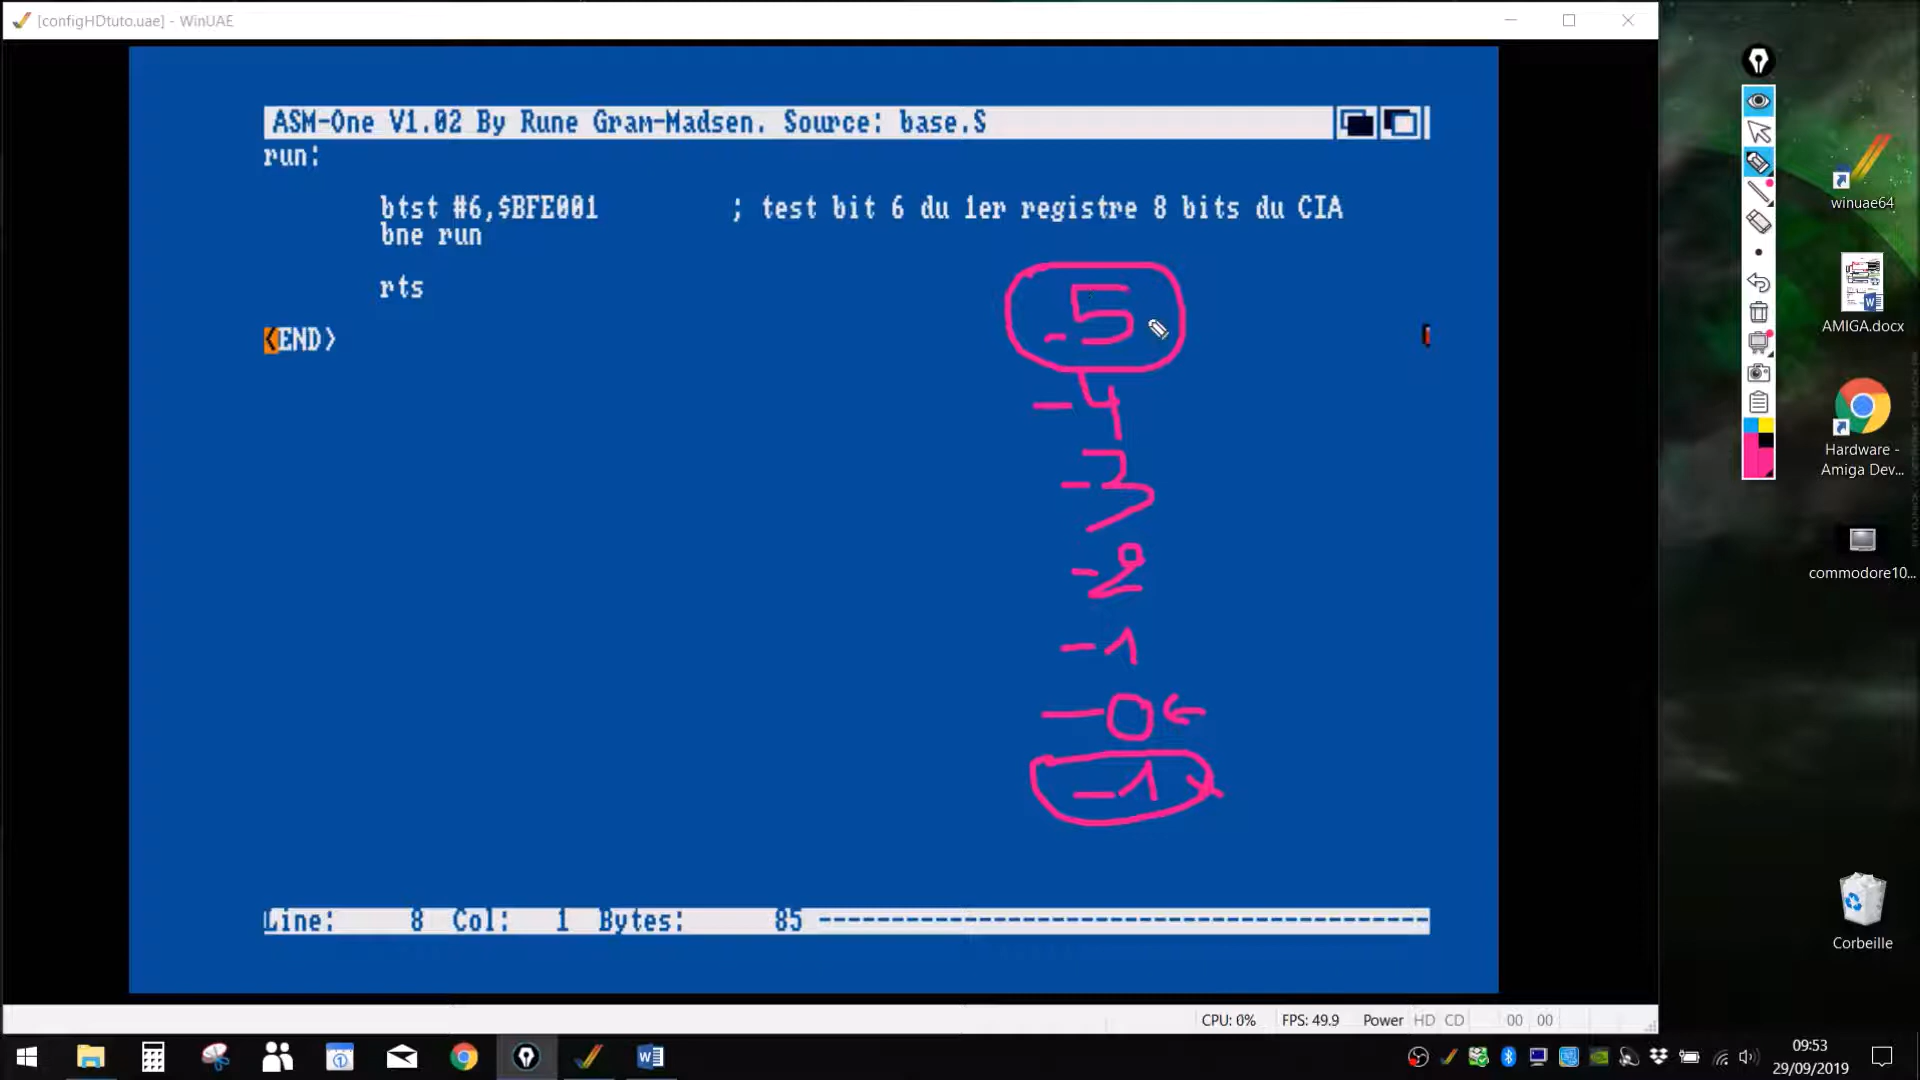 [configHDtuto.uae] - WinUAE
ASM-One V1.02 By Rune Gram-Madsen. Source: base.S
run:
btst #6,$BFE001 ; test bit 6 du 1er registre 8 bits du CIA
bne run
rts
<END>
- 5
- 4
- 3
- 2
- 1
- 0 ←
- 1
Line: 8 Col: 1 Bytes: 85 --------------------------------------------------
CPU: 0% FPS: 49.9 Power HD CD 00 00
winuae64
AMIGA.docx
Hardware -
Amiga Dev...
commodore10...
Corbeille
09:53
29/09/2019